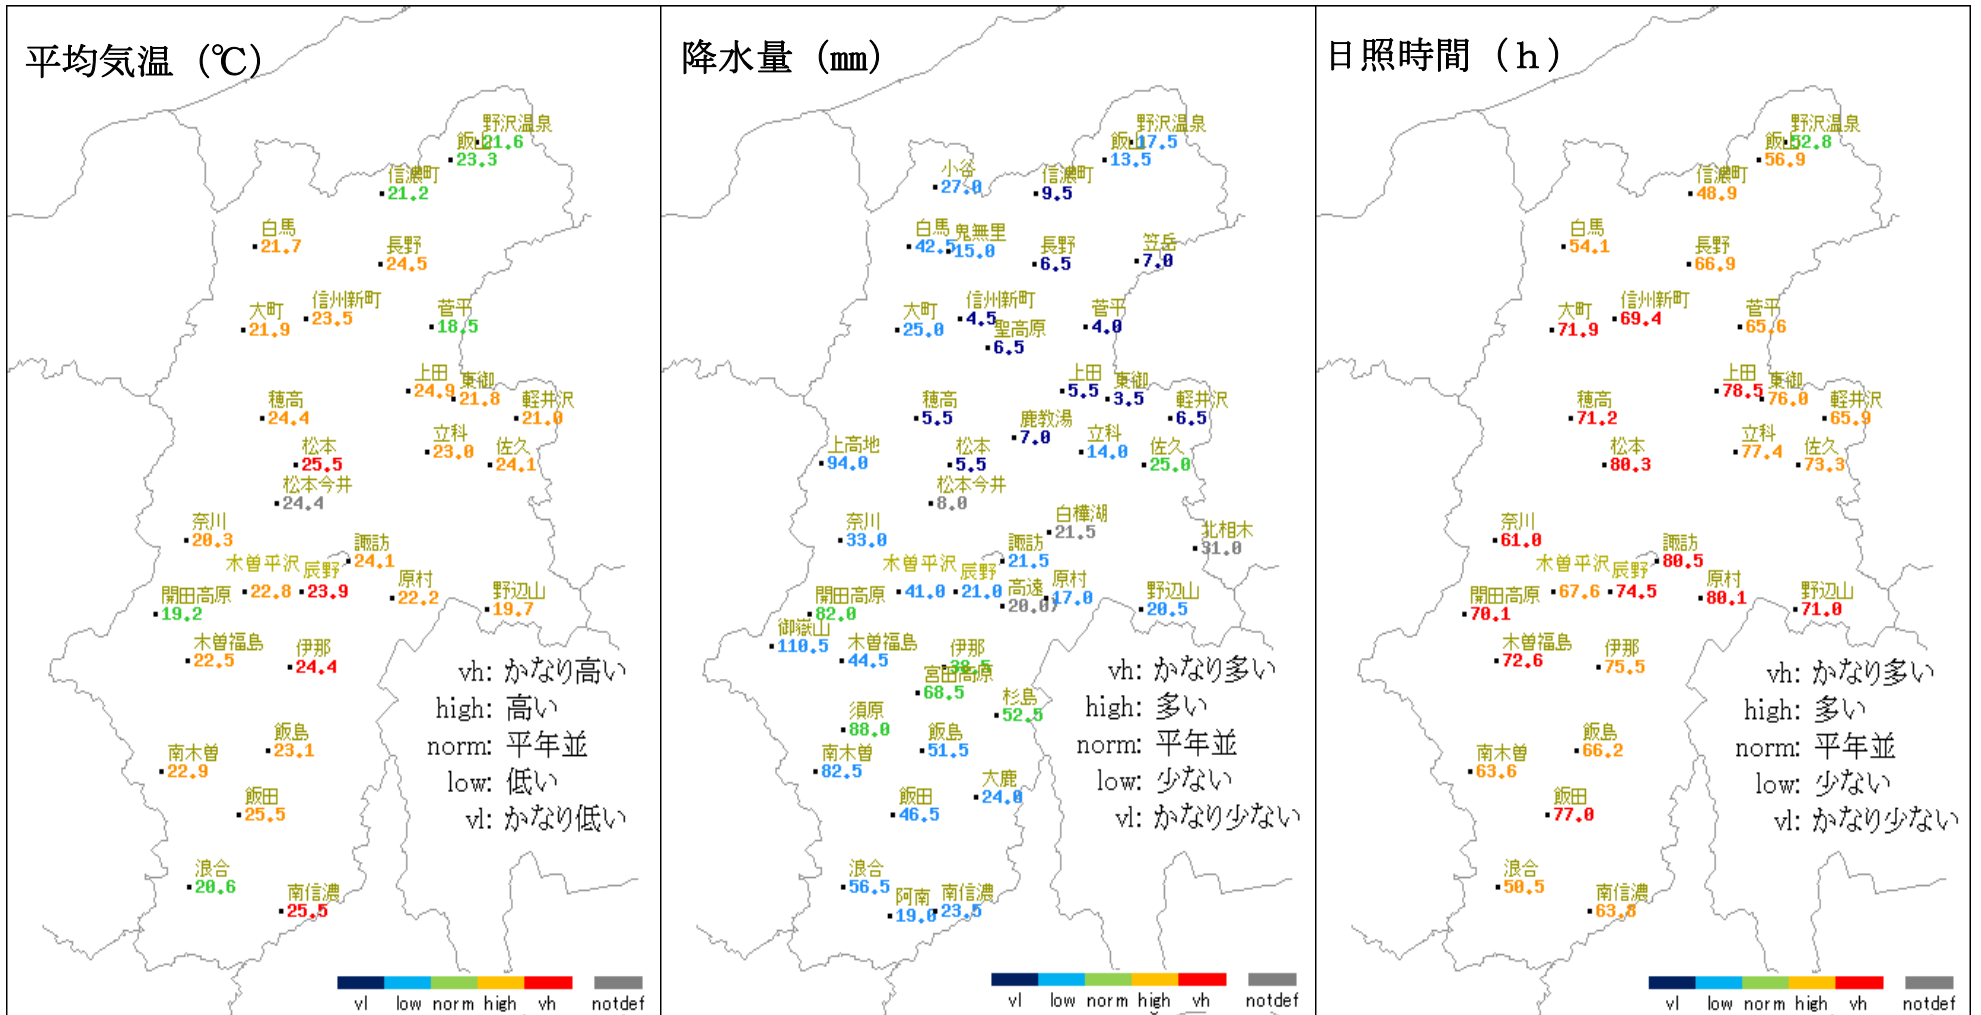 平均気温（℃）
野沢温泉
21.6
飯山
23.3
信濃町
21.2
白馬
21.7
長野
24.5
大町
21.9
信州新町
23.5
菅平
18.5
上田
24.9
東御
21.8
軽井沢
21.0
穂高
24.4
立科
23.0
佐久
24.1
松本
25.5
松本今井
24.4
奈川
20.3
諏訪
24.1
木曽平沢
22.8
辰野
23.9
原村
22.2
野辺山
19.7
開田高原
19.2
木曽福島
22.5
伊那
24.4
飯島
23.1
南木曽
22.9
飯田
25.5
浪合
20.6
南信濃
25.5
vh: かなり高い
high: 高い
norm: 平年並
low: 低い
vl: かなり低い
vl low norm high vh notdef
降水量（㎜）
野沢温泉
17.5
飯山
13.5
小谷
27.0
信濃町
9.5
白馬
42.5
鬼無里
15.0
長野
6.5
笠岳
7.0
大町
25.0
信州新町
4.5
聖高原
6.5
菅平
4.0
上田
5.5
東御
3.5
軽井沢
6.5
穂高
5.5
鹿教湯
7.0
立科
14.0
佐久
25.0
上高地
94.0
松本
5.5
松本今井
8.0
白樺湖
21.5
北相木
31.0
奈川
33.0
諏訪
21.5
木曽平沢
41.0
辰野
21.0
高遠
20.0)
原村
17.0
野辺山
20.5
開田高原
82.0
御嶽山
110.5
木曽福島
44.5
伊那
38.5
宮田高原
68.5
杉島
52.5
須原
88.0
飯島
51.5
南木曽
82.5
大鹿
24.0
飯田
46.5
浪合
56.5
阿南
19.0
南信濃
23.5
vh: かなり多い
high: 多い
norm: 平年並
low: 少ない
vl: かなり少ない
vl low norm high vh notdef
日照時間（ｈ）
野沢温泉
52.8
飯山
56.9
信濃町
48.9
白馬
54.1
長野
66.9
大町
71.9
信州新町
69.4
菅平
65.6
上田
78.5
東御
76.0
軽井沢
65.9
穂高
71.2
立科
77.4
佐久
73.3
松本
80.3
奈川
61.0
諏訪
80.5
木曽平沢
67.6
辰野
74.5
原村
80.1
野辺山
71.0
開田高原
70.1
木曽福島
72.6
伊那
75.5
飯島
66.2
南木曽
63.6
飯田
77.0
浪合
50.5
南信濃
63.8
vh: かなり多い
high: 多い
norm: 平年並
low: 少ない
vl: かなり少ない
vl low norm high vh notdef